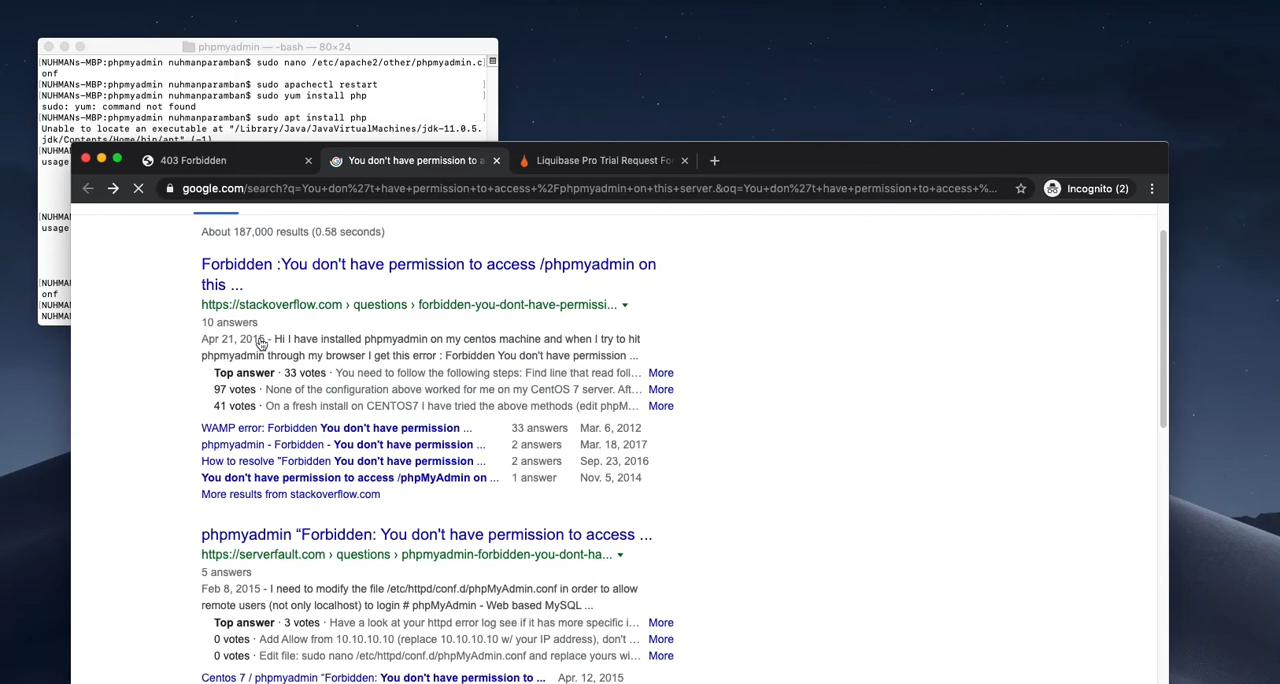 phpmyadmin — -bash — 80×24
[NUHMANs-MBP:phpmyadmin nuhmanparamban$ sudo nano /etc/apache2/other/phpmyadmin.c]
onf
[NUHMANs-MBP:phpmyadmin nuhmanparamban$ sudo apachectl restart ]
[NUHMANs-MBP:phpmyadmin nuhmanparamban$ sudo yum install php ]
sudo: yum: command not found
[NUHMANs-MBP:phpmyadmin nuhmanparamban$ sudo apt install php ]
Unable to locate an executable at "/Library/Java/JavaVirtualMachines/jdk-11.0.5.
jdk/Contents/Home/bin/apt" (-1)
[NUHM
usage
[NUHM
usage
[NUHM
onf
[NUHM
NUHM
403 Forbidden
You don't have permission to a
Liquibase Pro Trial Request Fo
google.com/search?q=You+don%27t+have+permission+to+access+%2Fphpmyadmin+on+this+server.&oq=You+don%27t+have+permission+to+access+%...
Incognito (2)
About 187,000 results (0.58 seconds)
Forbidden :You don't have permission to access /phpmyadmin on
this ...
https://stackoverflow.com › questions › forbidden-you-dont-have-permissi...
10 answers
Apr 21, 2015 - Hi I have installed phpmyadmin on my centos machine and when I try to hit
phpmyadmin through my browser I get this error : Forbidden You don't have permission ...
Top answer · 33 votes · You need to follow the following steps: Find line that read foll... More
97 votes · None of the configuration above worked for me on my CentOS 7 server. Aft... More
41 votes · On a fresh install on CENTOS7 I have tried the above methods (edit phpM... More
WAMP error: Forbidden You don't have permission ... 33 answers Mar. 6, 2012
phpmyadmin - Forbidden - You don't have permission ... 2 answers Mar. 18, 2017
How to resolve "Forbidden You don't have permission ... 2 answers Sep. 23, 2016
You don't have permission to access /phpMyAdmin on ... 1 answer Nov. 5, 2014
More results from stackoverflow.com
phpmyadmin “Forbidden: You don't have permission to access ...
https://serverfault.com › questions › phpmyadmin-forbidden-you-dont-ha...
5 answers
Feb 8, 2015 - I need to modify the file /etc/httpd/conf.d/phpMyAdmin.conf in order to allow
remote users (not only localhost) to login # phpMyAdmin - Web based MySQL ...
Top answer · 3 votes · Have a look at your httpd error log see if it has more specific i... More
0 votes · Add Allow from 10.10.10.10 (replace 10.10.10.10 w/ your IP address), don't ... More
0 votes · Edit file: sudo nano /etc/httpd/conf.d/phpMyAdmin.conf and replace yours wi... More
Centos 7 / phpmyadmin “Forbidden: You don't have permission to ... Apr. 12, 2015